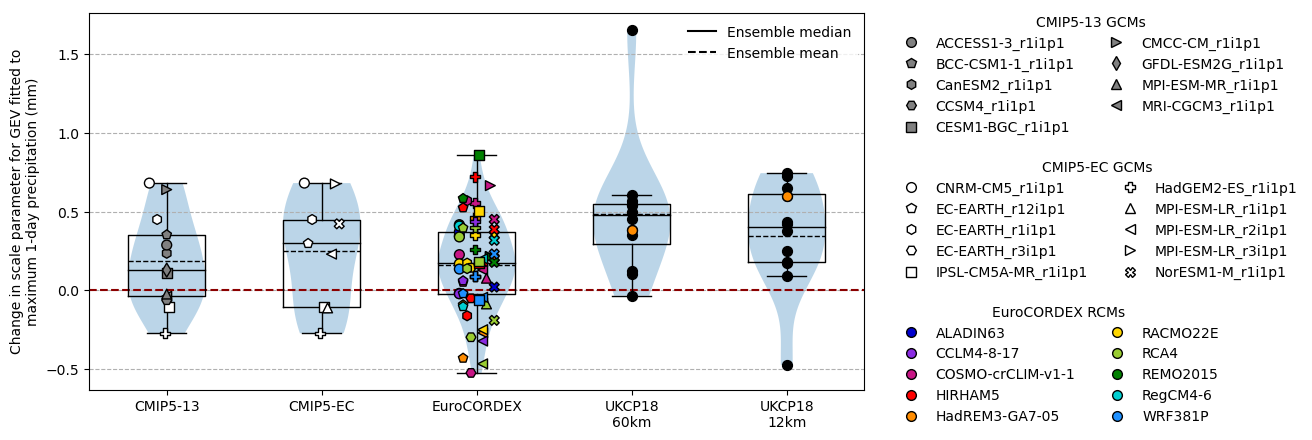 Change in scale parameter for GEV fitted to
maximum 1-day precipitation (mm)
1.5
1.0
0.5
0.0
−0.5
Ensemble median
Ensemble mean
CMIP5-13
CMIP5-EC
EuroCORDEX
UKCP18
60km
UKCP18
12km
CMIP5-13 GCMs
ACCESS1-3_r1i1p1
BCC-CSM1-1_r1i1p1
CanESM2_r1i1p1
CCSM4_r1i1p1
CESM1-BGC_r1i1p1
CMCC-CM_r1i1p1
GFDL-ESM2G_r1i1p1
MPI-ESM-MR_r1i1p1
MRI-CGCM3_r1i1p1
CMIP5-EC GCMs
CNRM-CM5_r1i1p1
EC-EARTH_r12i1p1
EC-EARTH_r1i1p1
EC-EARTH_r3i1p1
IPSL-CM5A-MR_r1i1p1
HadGEM2-ES_r1i1p1
MPI-ESM-LR_r1i1p1
MPI-ESM-LR_r2i1p1
MPI-ESM-LR_r3i1p1
NorESM1-M_r1i1p1
EuroCORDEX RCMs
ALADIN63
CCLM4-8-17
COSMO-crCLIM-v1-1
HIRHAM5
HadREM3-GA7-05
RACMO22E
RCA4
REMO2015
RegCM4-6
WRF381P